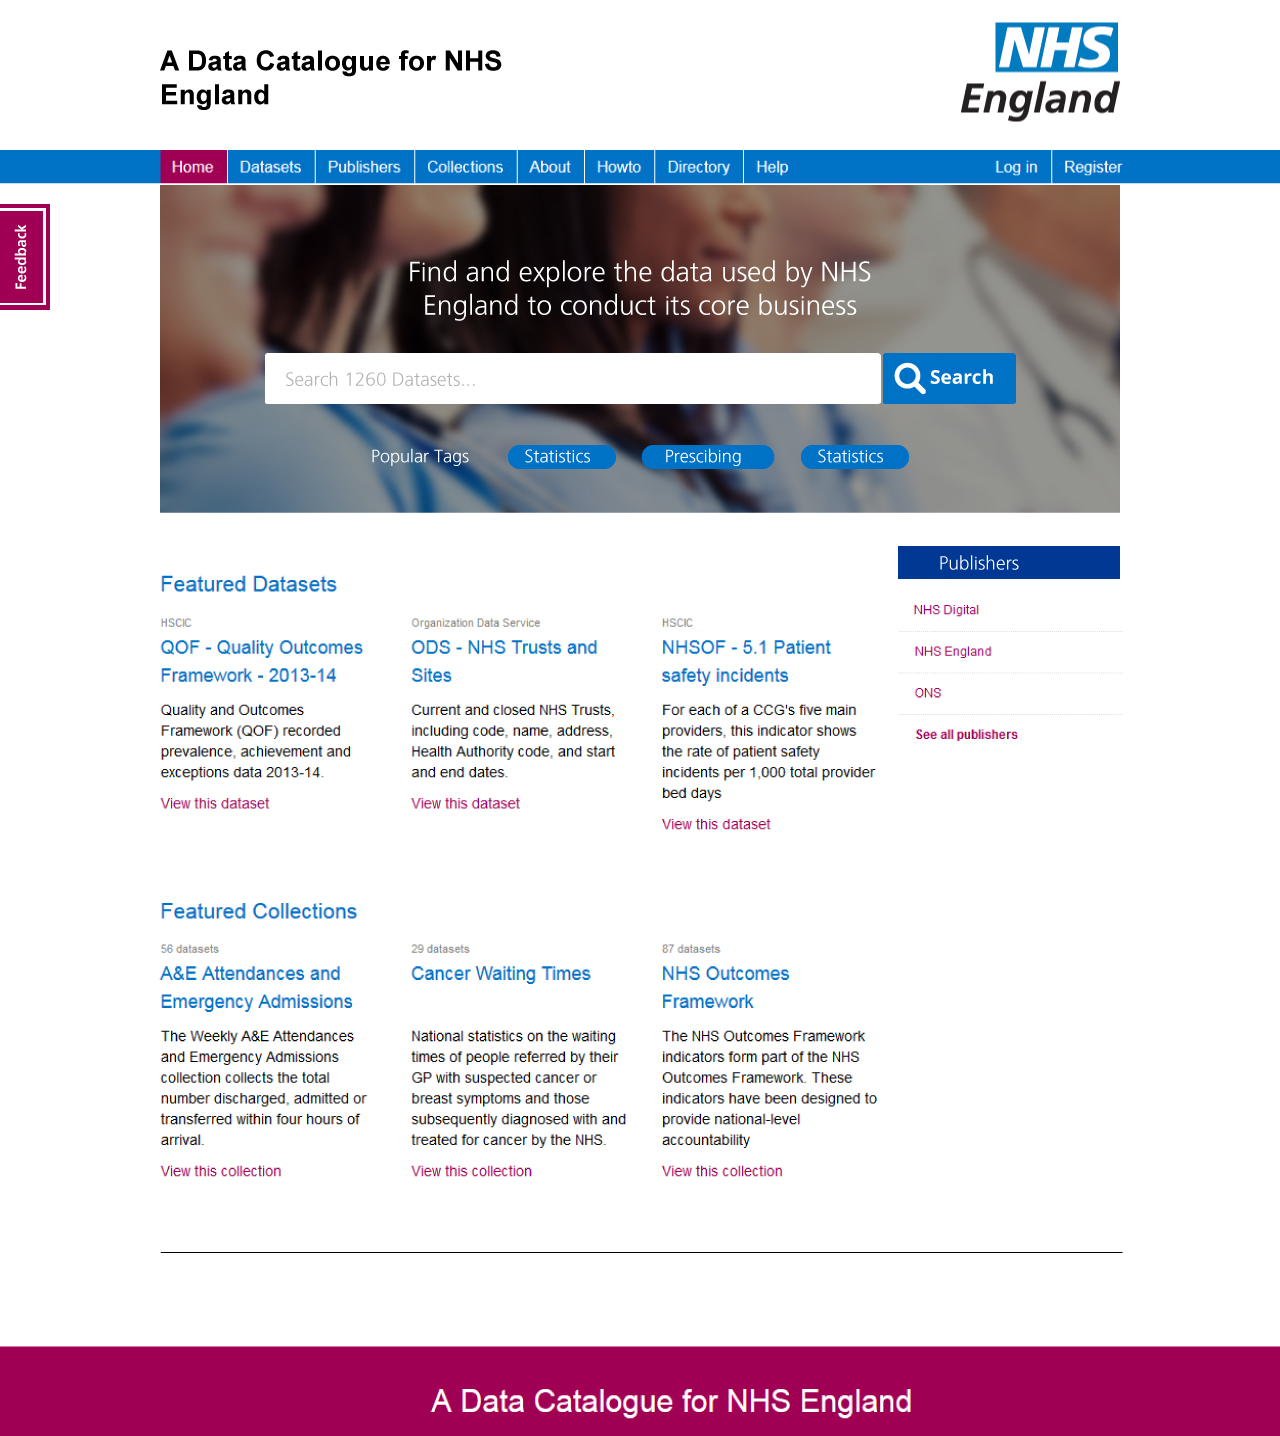 A Data Catalogue for NHS
England
NHS
England
Home
Datasets
Publishers
Collections
About
Howto
Directory
Help
Log in
Register
Feedback
Find and explore the data used by NHS
England to conduct its core business
Search 1260 Datasets...
Search
Popular Tags
Statistics
Prescibing
Statistics
Publishers
NHS Digital
NHS England
ONS
See all publishers
Featured Datasets
HSCIC
QOF - Quality Outcomes
Framework - 2013-14
Quality and Outcomes
Framework (QOF) recorded
prevalence, achievement and
exceptions data 2013-14.
View this dataset
Organization Data Service
ODS - NHS Trusts and
Sites
Current and closed NHS Trusts,
including code, name, address,
Health Authority code, and start
and end dates.
View this dataset
HSCIC
NHSOF - 5.1 Patient
safety incidents
For each of a CCG's five main
providers, this indicator shows
the rate of patient safety
incidents per 1,000 total provider
bed days
View this dataset
Featured Collections
56 datasets
A&E Attendances and
Emergency Admissions
The Weekly A&E Attendances
and Emergency Admissions
collection collects the total
number discharged, admitted or
transferred within four hours of
arrival.
View this collection
29 datasets
Cancer Waiting Times
National statistics on the waiting
times of people referred by their
GP with suspected cancer or
breast symptoms and those
subsequently diagnosed with and
treated for cancer by the NHS.
View this collection
87 datasets
NHS Outcomes
Framework
The NHS Outcomes Framework
indicators form part of the NHS
Outcomes Framework. These
indicators have been designed to
provide national-level
accountability
View this collection
A Data Catalogue for NHS England